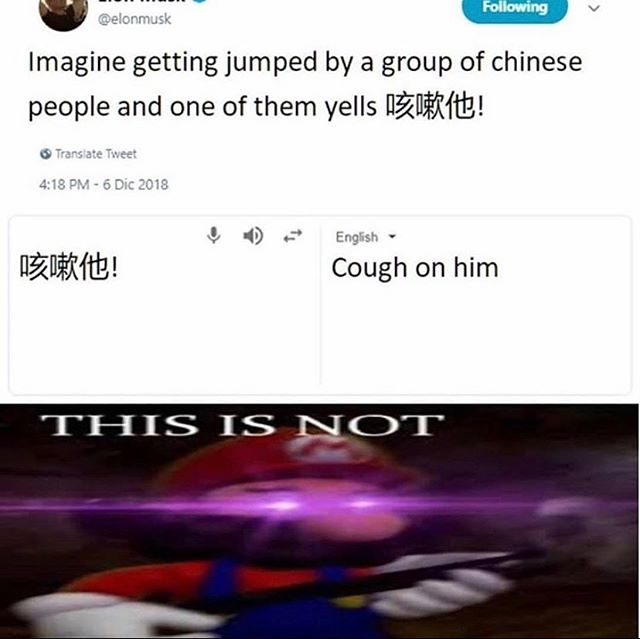 @elonmusk
Following
Imagine getting jumped by a group of chinese
people and one of them yells 咳嗽他!
Translate Tweet
4:18 PM - 6 Dic 2018
English
咳嗽他!
Cough on him
THIS IS NOT